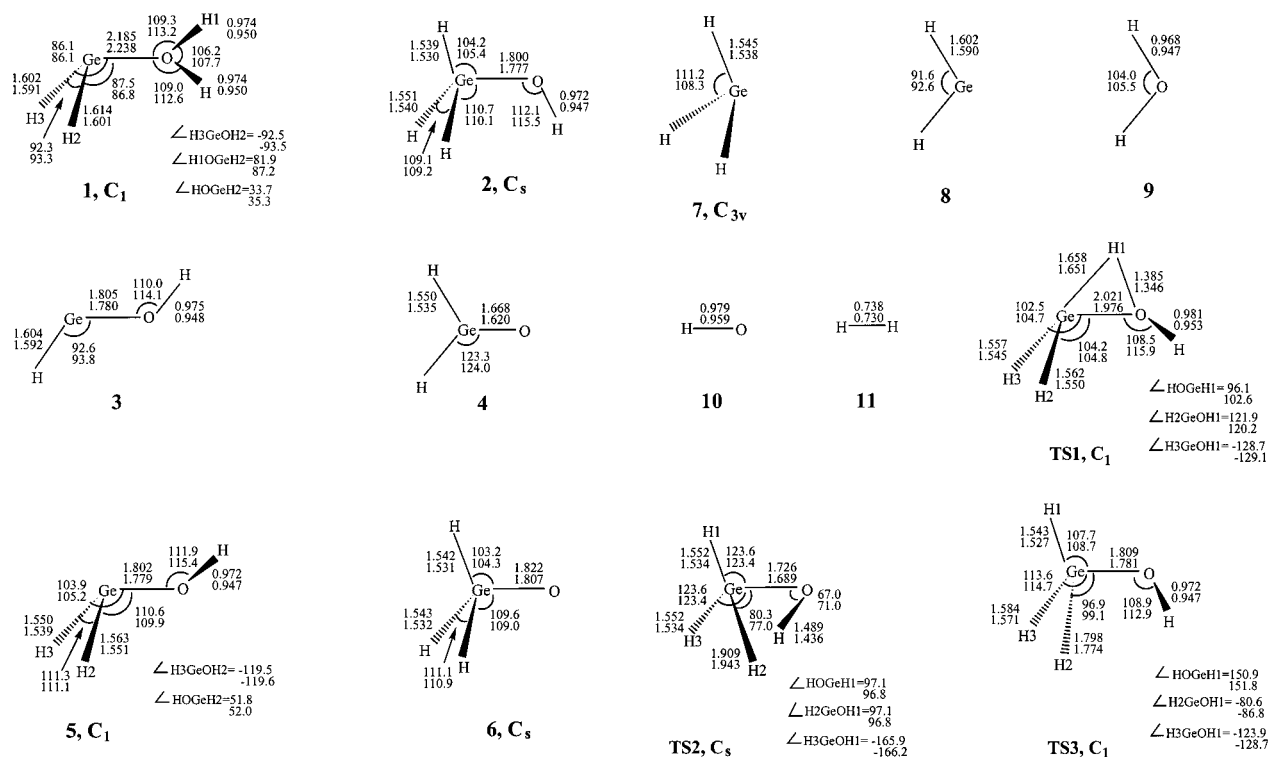 109.3
113.2
H1
0.974
0.950
2.185
2.238
86.1
86.1
Ge
O
106.2
107.7
1.602
1.591
87.5
86.8
109.0
112.6
H
0.974
0.950
H3
1.614
1.601
H2
92.3
93.3
∠H3GeOH2= -92.5
-93.5
∠H1OGeH2=81.9
87.2
∠HOGeH2=33.7
35.3
1, C1
H
1.539
1.530
104.2
105.4
1.800
1.777
Ge
O
0.972
0.947
1.551
1.540
110.7
110.1
112.1
115.5
H
H
H
109.1
109.2
2, Cs
H
1.545
1.538
111.2
108.3
Ge
H
H
7, C3v
H
1.602
1.590
91.6
92.6
Ge
H
8
H
0.968
0.947
104.0
105.5
O
H
9
H
110.0
114.1
1.805
1.780
Ge
O
0.975
0.948
1.604
1.592
92.6
93.8
H
3
H
1.550
1.535
1.668
1.620
Ge
O
123.3
124.0
H
4
0.979
0.959
H
O
10
0.738
0.730
H
H
11
H1
1.658
1.651
1.385
1.346
2.021
1.976
102.5
104.7
Ge
O
0.981
0.953
1.557
1.545
104.2
104.8
108.5
115.9
H
H3
1.562
1.550
H2
∠HOGeH1= 96.1
102.6
∠H2GeOH1=121.9
120.2
∠H3GeOH1= -128.7
-129.1
TS1, C1
111.9
115.4
H
1.802
1.779
103.9
105.2
Ge
O
0.972
0.947
1.550
1.539
110.6
109.9
H3
1.563
1.551
H2
111.3
111.1
∠H3GeOH2= -119.5
-119.6
∠HOGeH2=51.8
52.0
5, C1
H
1.542
1.531
103.2
104.3
1.822
1.807
Ge
O
1.543
1.532
109.6
109.0
H
H
111.1
110.9
6, Cs
H1
1.552
1.534
123.6
123.4
1.726
1.689
Ge
O
67.0
71.0
123.6
123.4
80.3
77.0
1.552
1.534
H3
H
1.489
1.436
1.909
1.943
H2
∠HOGeH1=97.1
96.8
∠H2GeOH1=97.1
96.8
∠H3GeOH1= -165.9
-166.2
TS2, Cs
H1
1.543
1.527
107.7
108.7
1.809
1.781
Ge
O
0.972
0.947
113.6
114.7
96.9
99.1
108.9
112.9
H
1.584
1.571
H3
1.798
1.774
H2
∠HOGeH1=150.9
151.8
∠H2GeOH1= -80.6
-86.8
∠H3GeOH1= -123.9
-128.7
TS3, C1